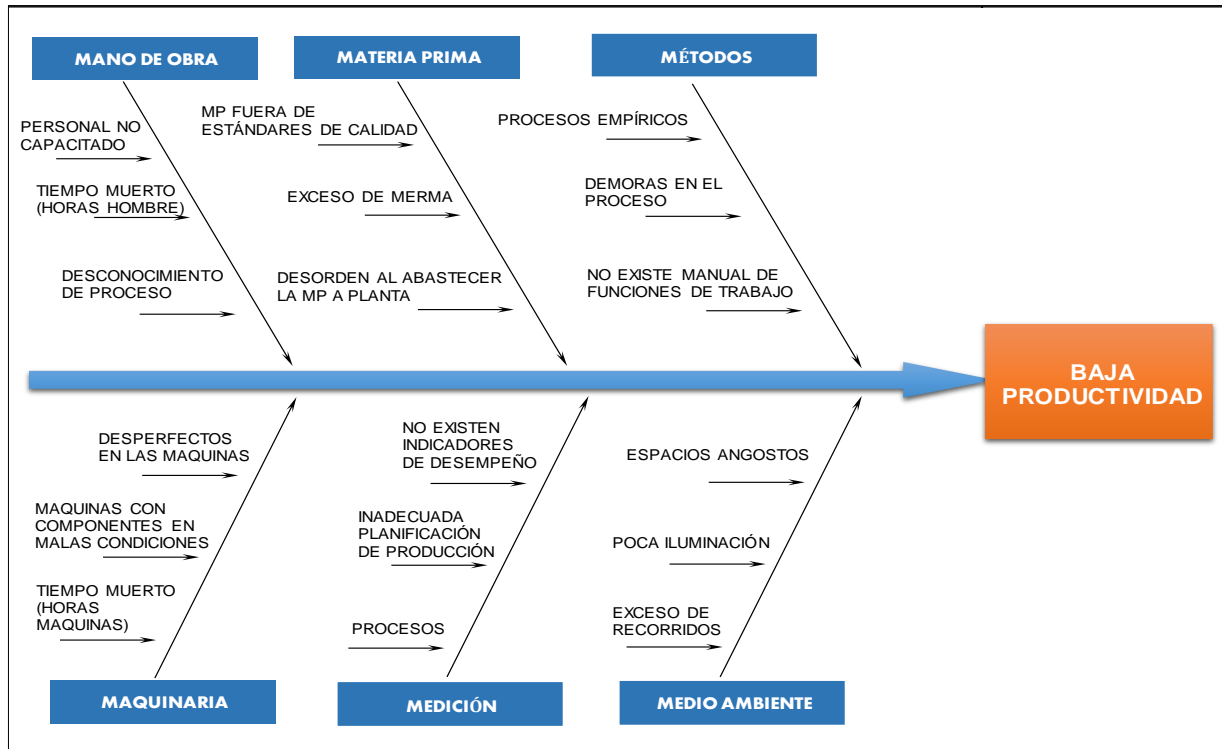 MANO DE OBRA
MATERIA PRIMA
MÉTODOS
PERSONAL NO
CAPACITADO
TIEMPO MUERTO
(HORAS HOMBRE)
DESCONOCIMIENTO
DE PROCESO
MP FUERA DE
ESTÁNDARES DE CALIDAD
EXCESO DE MERMA
DESORDEN AL ABASTECER
LA MP A PLANTA
PROCESOS EMPÍRICOS
DEMORAS EN EL
PROCESO
NO EXISTE MANUAL DE
FUNCIONES DE TRABAJO
BAJA
PRODUCTIVIDAD
DESPERFECTOS
EN LAS MAQUINAS
MAQUINAS CON
COMPONENTES EN
MALAS CONDICIONES
TIEMPO MUERTO
(HORAS
MAQUINAS)
NO EXISTEN
INDICADORES
DE DESEMPEÑO
INADECUADA
PLANIFICACIÓN
DE PRODUCCIÓN
PROCESOS
ESPACIOS ANGOSTOS
POCA ILUMINACIÓN
EXCESO DE
RECORRIDOS
MAQUINARIA
MEDICIÓN
MEDIO AMBIENTE